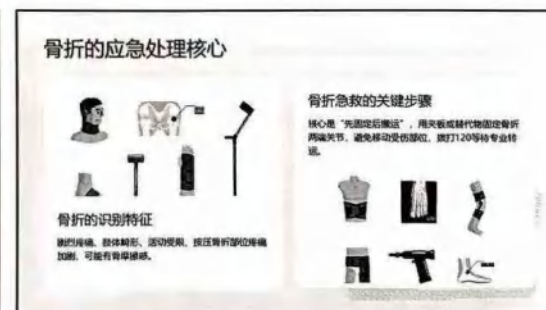 骨折的应急处理核心
骨折的识别特征
剧烈疼痛、肢体畸形、活动受限、按压骨折部位疼痛
加剧，可能有骨摩擦感。
骨折急救的关键步骤
核心是“先固定后搬运”，用夹板或替代物固定骨折
两端关节，避免移动受伤部位，拨打120等待专业转
运。